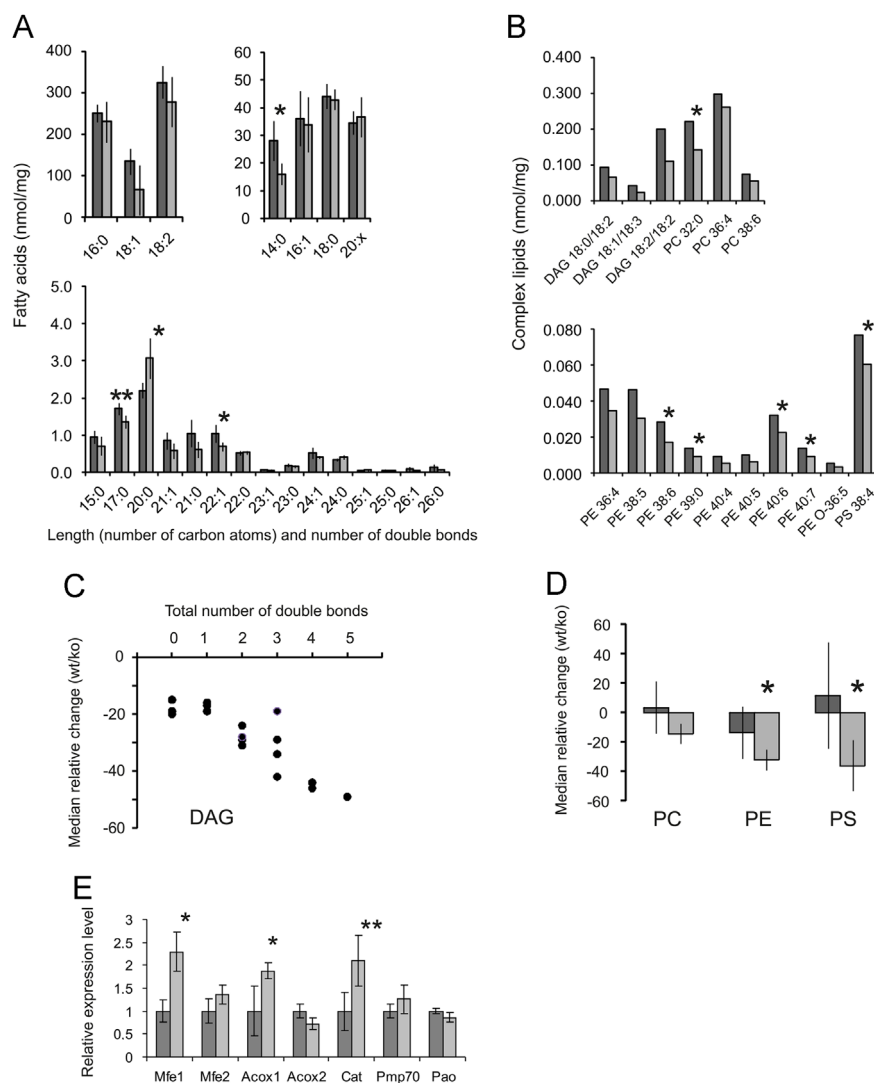 A
Fatty acids (nmol/mg)
400
300
200
100
0
16:0
18:1
18:2
60
50
40
30
20
10
0
*
14:0
16:1
18:0
20:x
5.0
4.0
3.0
2.0
1.0
0.0
**
*
*
15:0
17:0
20:0
21:1
21:0
22:1
22:0
23:1
23:0
24:1
24:0
25:1
25:0
26:1
26:0
Length (number of carbon atoms) and number of double bonds
B
Complex lipids (nmol/mg)
0.400
0.300
0.200
0.100
0.000
*
DAG 18:0/18:2
DAG 18:1/18:3
DAG 18:2/18:2
PC 32:0
PC 36:4
PC 38:6
0.080
0.060
0.040
0.020
0.000
*
*
*
*
*
PE 36:4
PE 38:5
PE 38:6
PE 39:0
PE 40:4
PE 40:5
PE 40:6
PE 40:7
PE O-36:5
PS 38:4
C
Total number of double bonds
0 1 2 3 4 5
Median relative change (wt/ko)
0
-20
-40
-60
DAG
D
Median relative change (wt/ko)
60
40
20
0
-20
-40
-60
*
*
PC PE PS
E
Relative expression level
3
2.5
2
1.5
1
0.5
0
*
*
**
Mfe1 Mfe2 Acox1 Acox2 Cat Pmp70 Pao